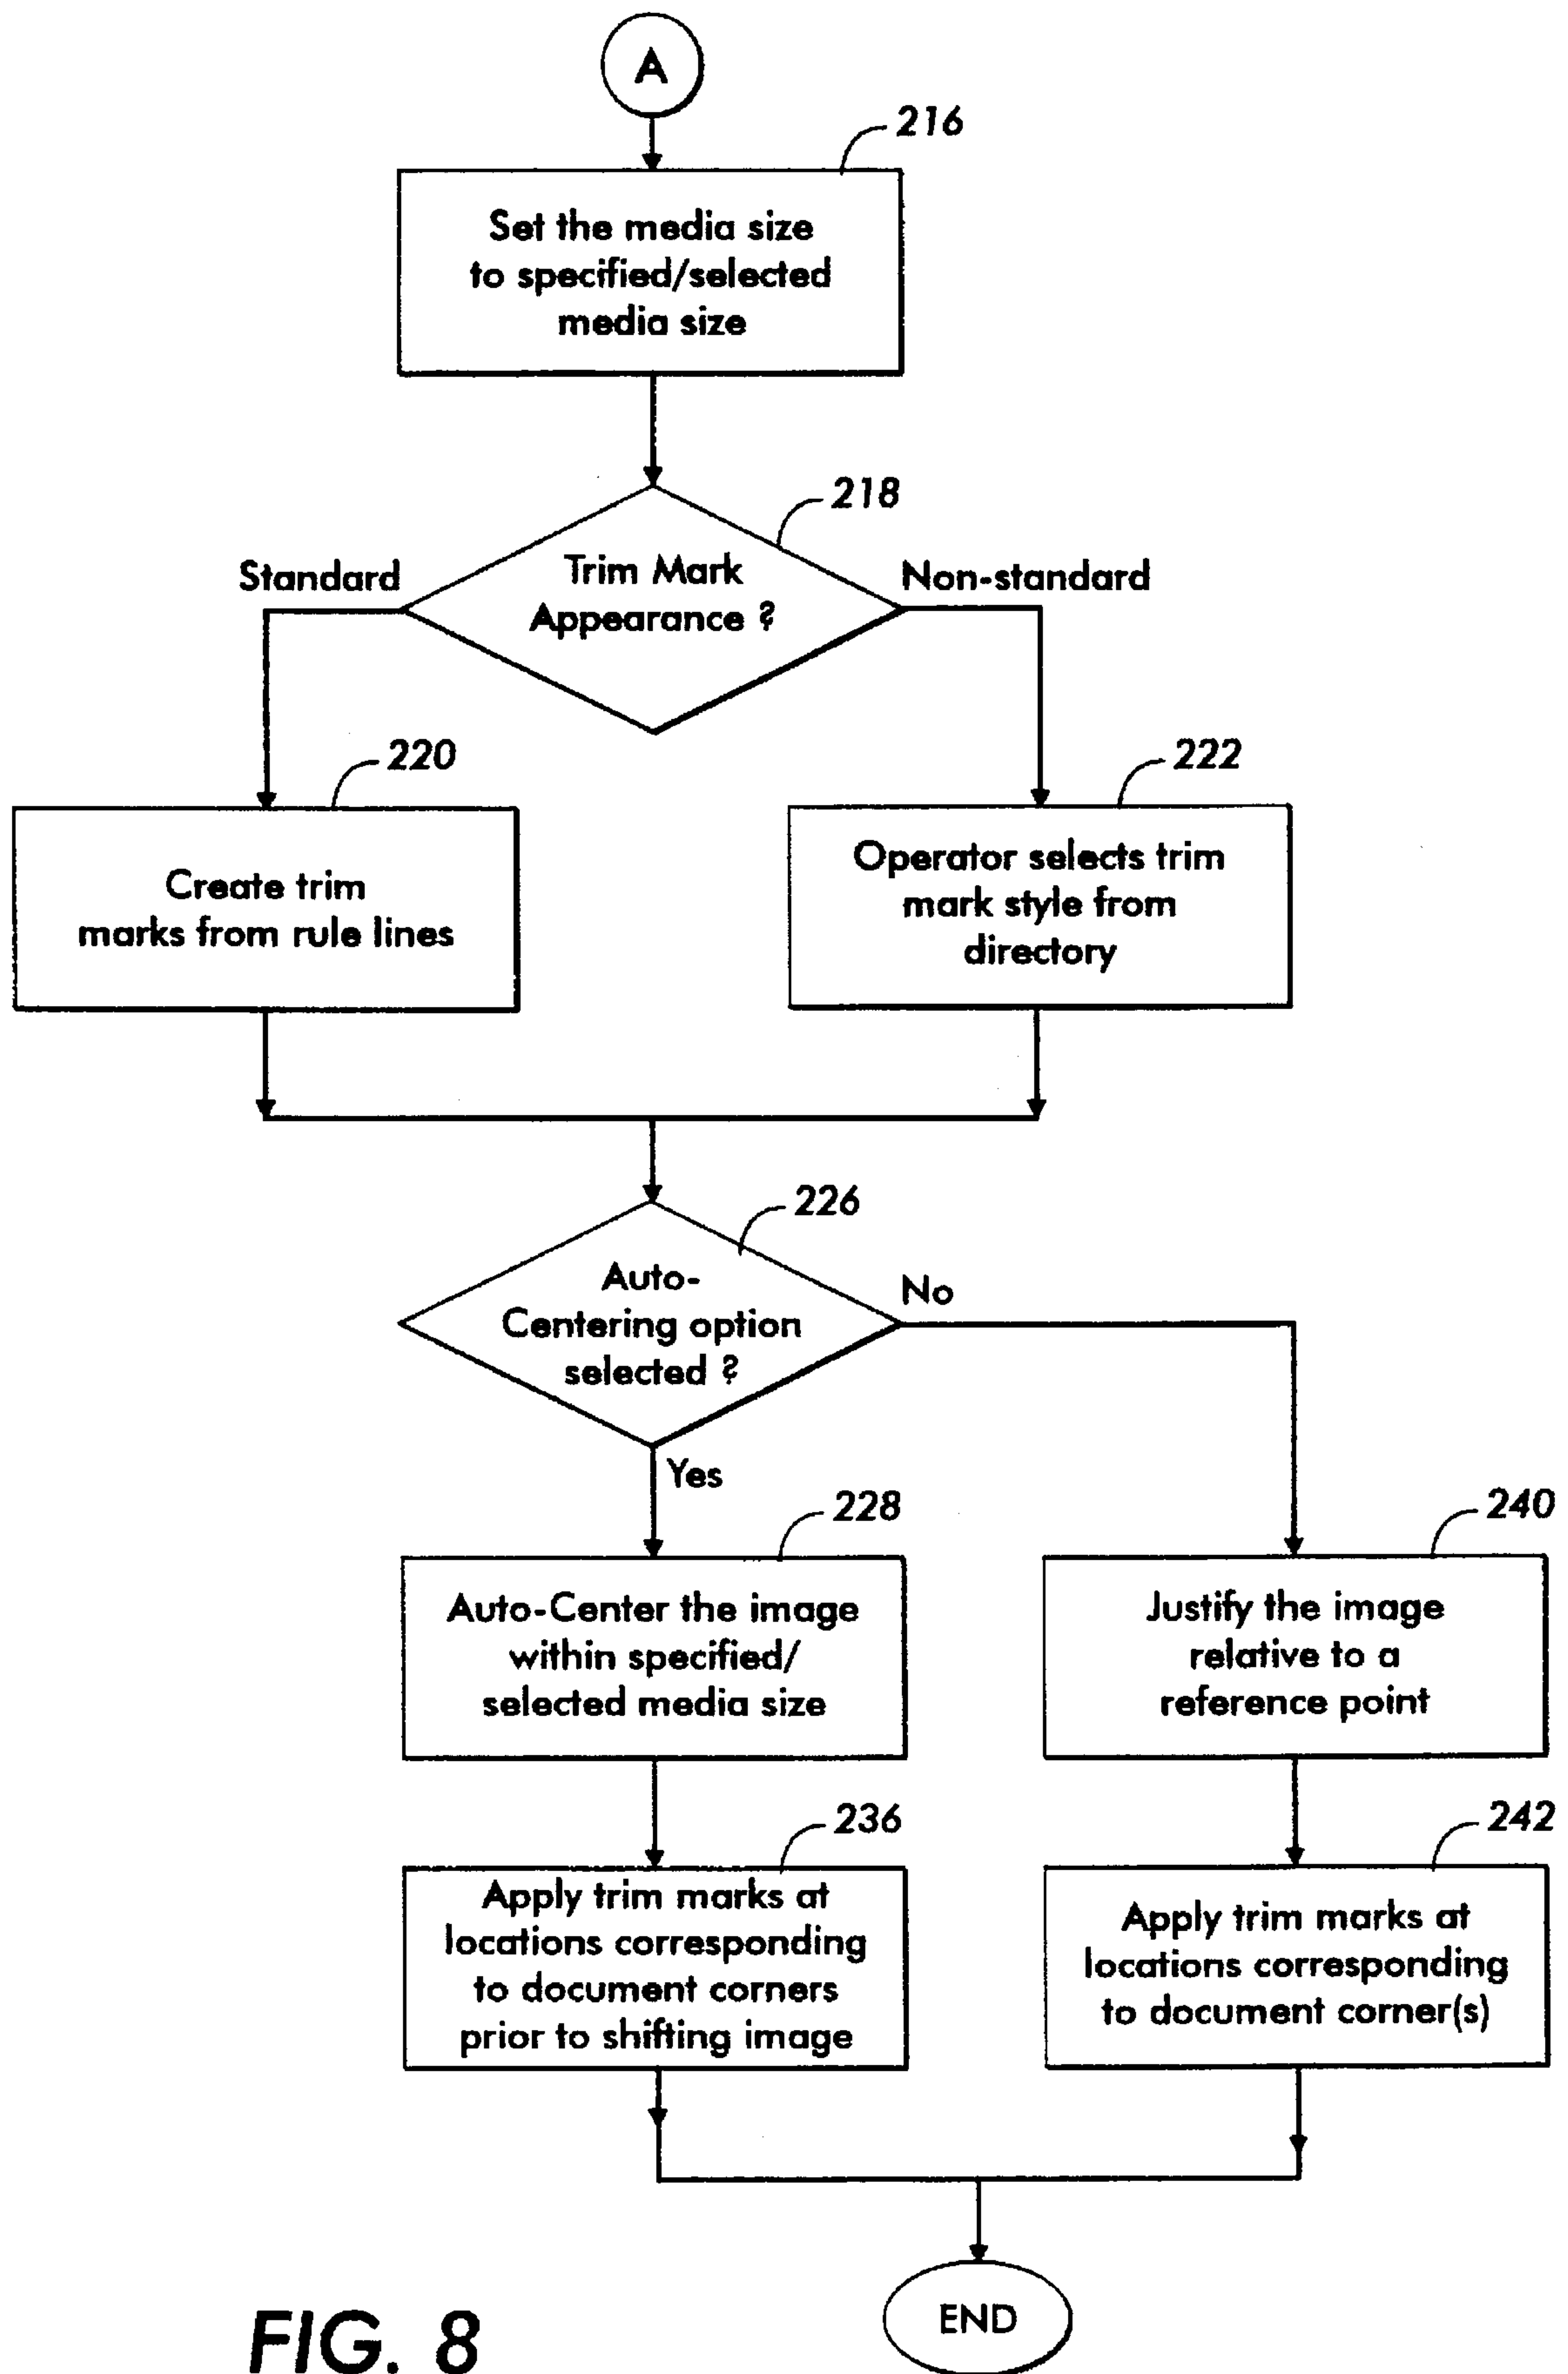 A
216
Set the media size
to specified/selected
media size
218
Standard
Trim Mark
Appearance ?
Non-standard
220
222
Create trim
marks from rule lines
Operator selects trim
mark style from
directory
226
Auto-
Centering option
selected ?
No
Yes
228
240
Auto-Center the image
within specified/
selected media size
Justify the image
relative to a
reference point
236
242
Apply trim marks at
locations corresponding
to document corners
prior to shifting image
Apply trim marks at
locations corresponding
to document corner(s)
END
FIG. 8